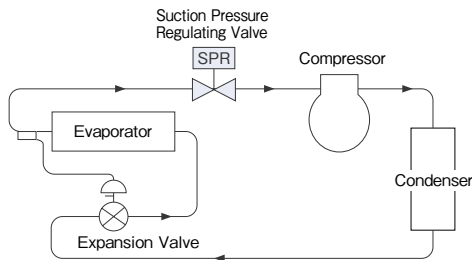 Suction Pressure
Regulating Valve
SPR
Compressor
Evaporator
Condenser
Expansion Valve